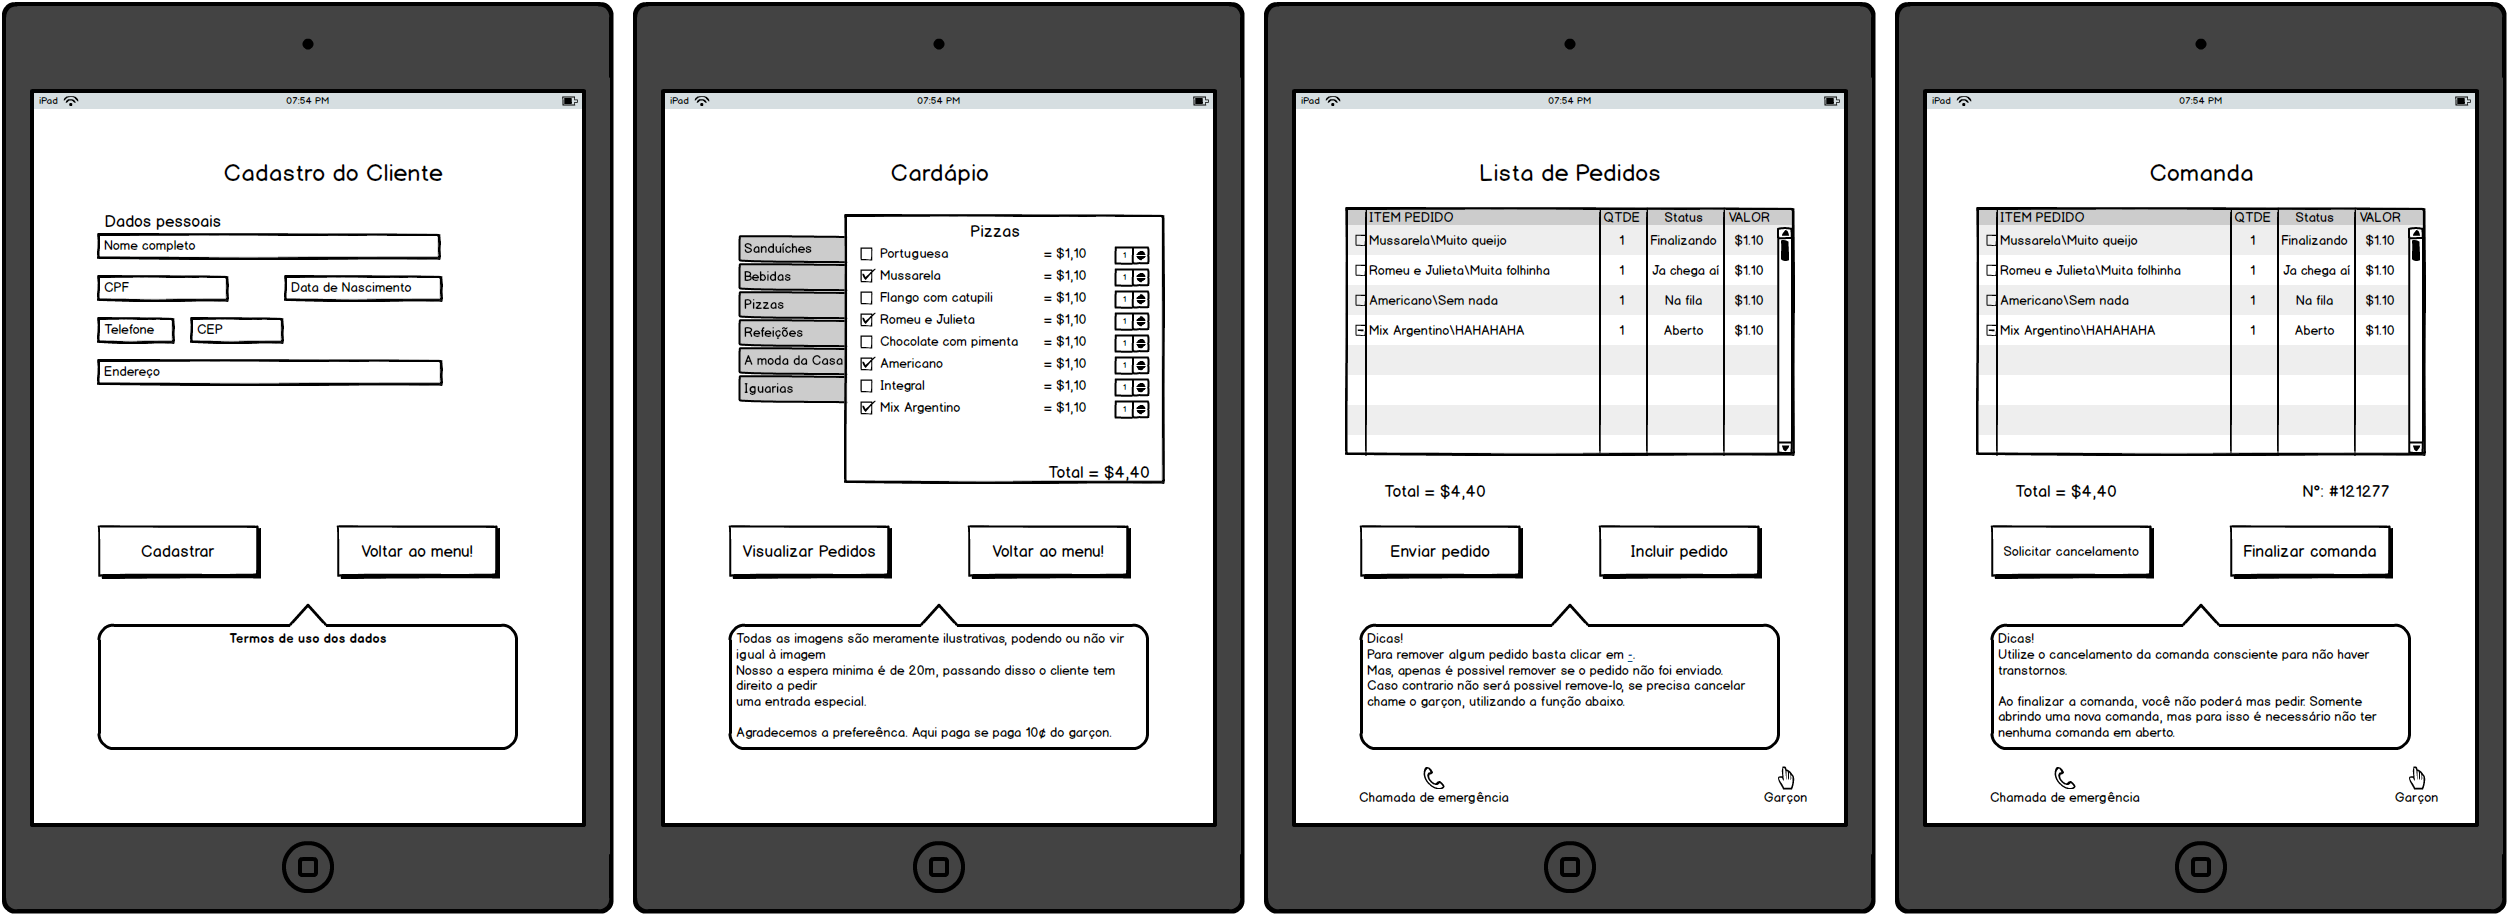 iPad
07:54 PM
Cadastro do Cliente
Dados pessoais
Nome completo
CPF
Data de Nascimento
Telefone
CEP
Endereço
Cadastrar
Voltar ao menu!
Termos de uso dos dados
iPad
07:54 PM
Cardápio
Sanduíches
Bebidas
Pizzas
Refeições
A moda da Casa
Iguarias
Pizzas
Portuguesa = $1,10 1
Mussarela = $1,10 1
Flango com catupili = $1,10 1
Romeu e Julieta = $1,10 1
Chocolate com pimenta = $1,10 1
Americano = $1,10 1
Integral = $1,10 1
Mix Argentino = $1,10 1
Total = $4,40
Visualizar Pedidos
Voltar ao menu!
Todas as imagens são meramente ilustrativas, podendo ou não vir
igual à imagem
Nosso a espera minima é de 20m, passando disso o cliente tem
direito a pedir
uma entrada especial.
Agradecemos a prefereênca. Aqui paga se paga 10¢ do garçon.
iPad
07:54 PM
Lista de Pedidos
ITEM PEDIDO QTDE Status VALOR
Mussarela\Muito queijo 1 Finalizando $1.10
Romeu e Julieta\Muita folhinha 1 Ja chega aí $1.10
Americano\Sem nada 1 Na fila $1.10
Mix Argentino\HAHAHAHA 1 Aberto $1.10
Total = $4,40
Enviar pedido
Incluir pedido
Dicas!
Para remover algum pedido basta clicar em -.
Mas, apenas é possivel remover se o pedido não foi enviado.
Caso contrario não será possivel remove-lo, se precisa cancelar
chame o garçon, utilizando a função abaixo.
Chamada de emergência
Garçon
iPad
07:54 PM
Comanda
ITEM PEDIDO QTDE Status VALOR
Mussarela\Muito queijo 1 Finalizando $1.10
Romeu e Julieta\Muita folhinha 1 Ja chega aí $1.10
Americano\Sem nada 1 Na fila $1.10
Mix Argentino\HAHAHAHA 1 Aberto $1.10
Total = $4,40
N°: #121277
Solicitar cancelamento
Finalizar comanda
Dicas!
Utilize o cancelamento da comanda consciente para não haver
transtornos.
Ao finalizar a comanda, você não poderá mas pedir. Somente
abrindo uma nova comanda, mas para isso é necessário não ter
nenhuma comanda em aberto.
Chamada de emergência
Garçon